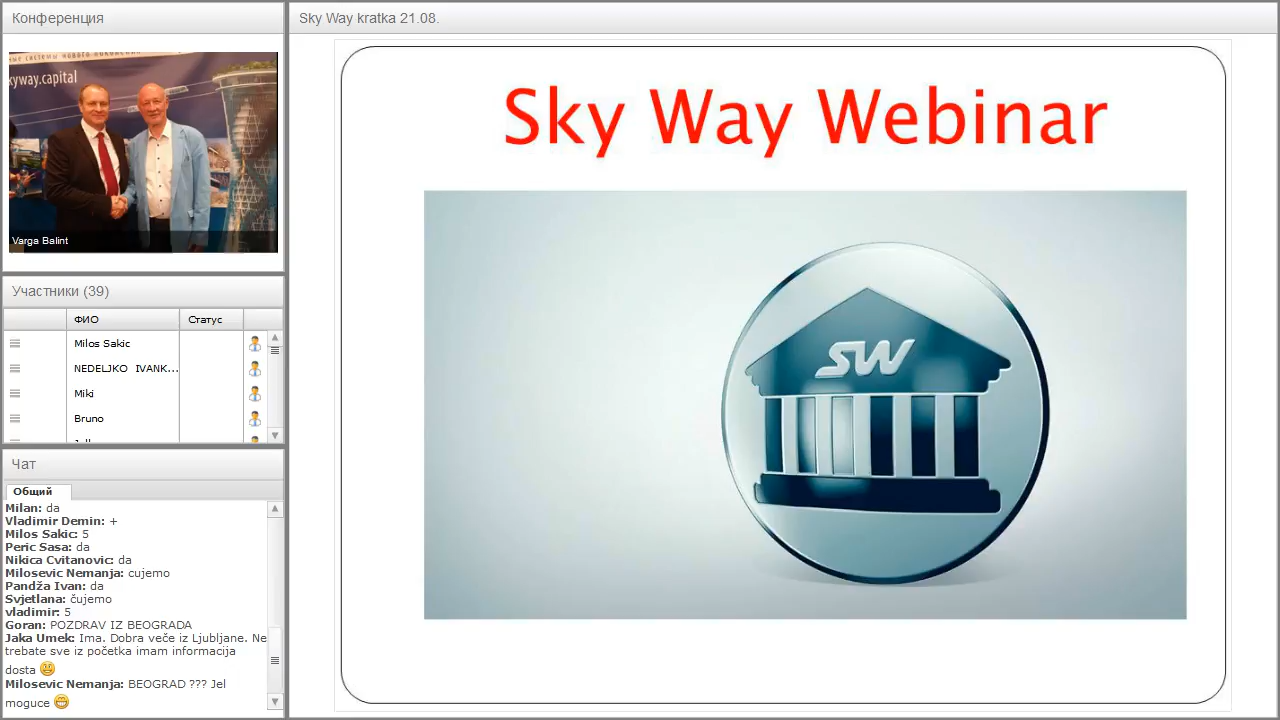 Конференция
skyway.capital
Varga Balint
Участники (39)
ФИО
Статус
Milos Sakic
NEDELJKO IVANK...
Miki
Bruno
Чат
Общий
Milan: da
Vladimir Demin: +
Milos Sakic: 5
Peric Sasa: da
Nikica Cvitanovic: da
Milosevic Nemanja: cujemo
Pandža Ivan: da
Svjetlana: čujemo
vladimir: 5
Goran: POZDRAV IZ BEOGRADA
Jaka Umek: Ima. Dobra veče iz Ljubljane. Ne
trebate sve iz početka imam informacija
dosta
Milosevic Nemanja: BEOGRAD ??? Jel
moguce
Sky Way kratka 21.08.
Sky Way Webinar
SW